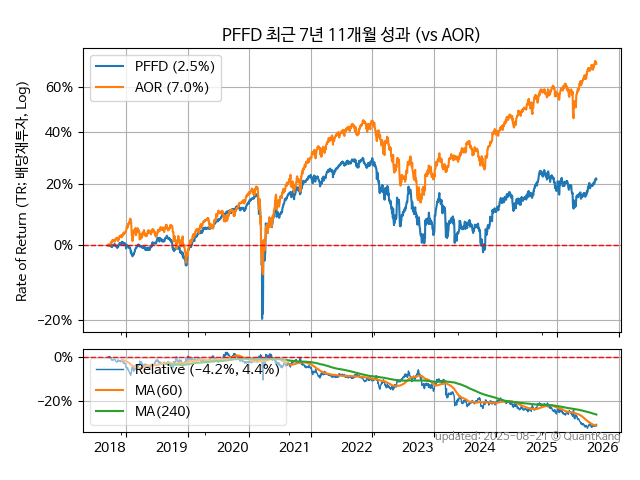 PFFD 최근 7년 11개월 성과 (vs AOR)
Rate of Return (TR: 배당재투자, Log)
PFFD (2.5%)
AOR (7.0%)
60%
40%
20%
0%
−20%
0%
−20%
Relative (−4.2%, 4.4%)
MA(60)
MA(240)
updated: 2025-08-21 © QuantKang
2018 2019 2020 2021 2022 2023 2024 2025 2026